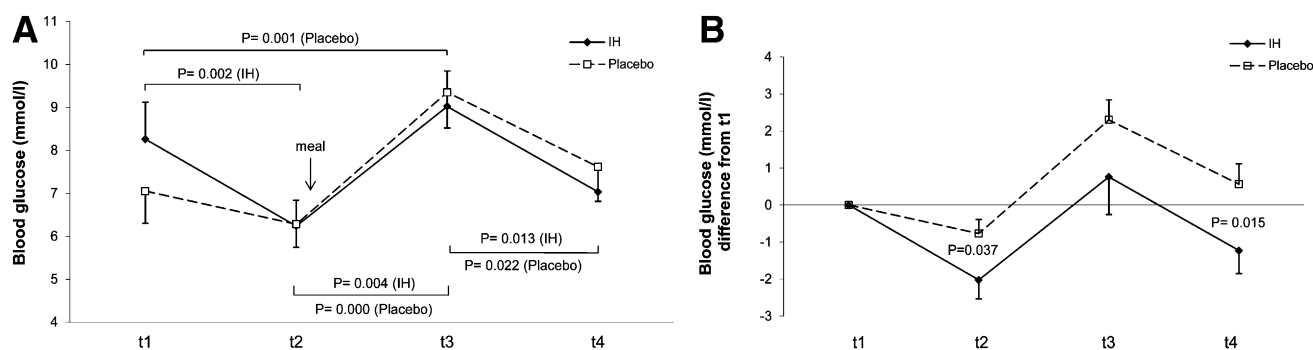 A
Blood glucose (mmol/l)
11
10
9
8
7
6
5
4
P= 0.001 (Placebo)
P= 0.002 (IH)
meal
IH
Placebo
P= 0.013 (IH)
P= 0.022 (Placebo)
P= 0.004 (IH)
P= 0.000 (Placebo)
t1
t2
t3
t4
B
Blood glucose (mmol/l)
difference from t1
4
3
2
1
0
-1
-2
-3
IH
Placebo
P=0.037
P= 0.015
t1
t2
t3
t4